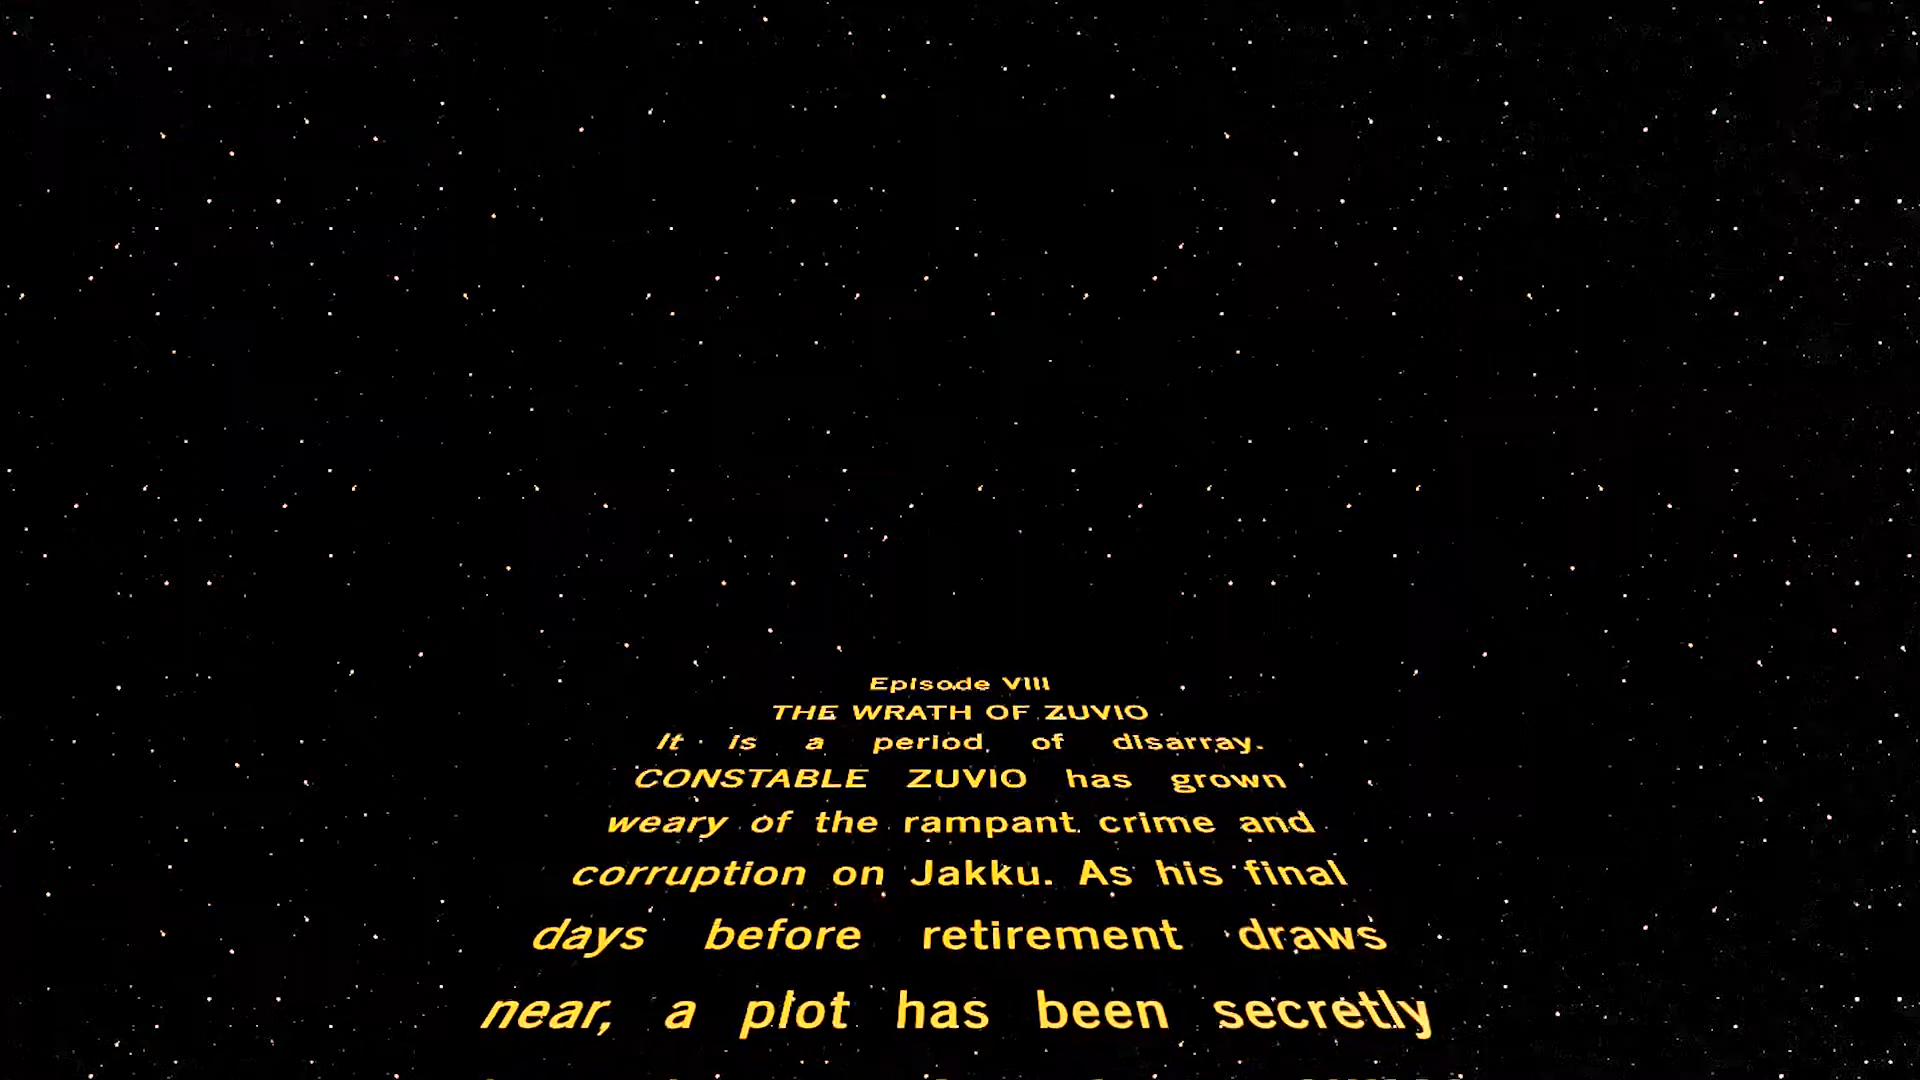 Episode VIII
THE WRATH OF ZUVIO
It is a period of disarray.
CONSTABLE ZUVIO has grown
weary of the rampant crime and
corruption on Jakku. As his final
days before retirement draws
near, a plot has been secretly